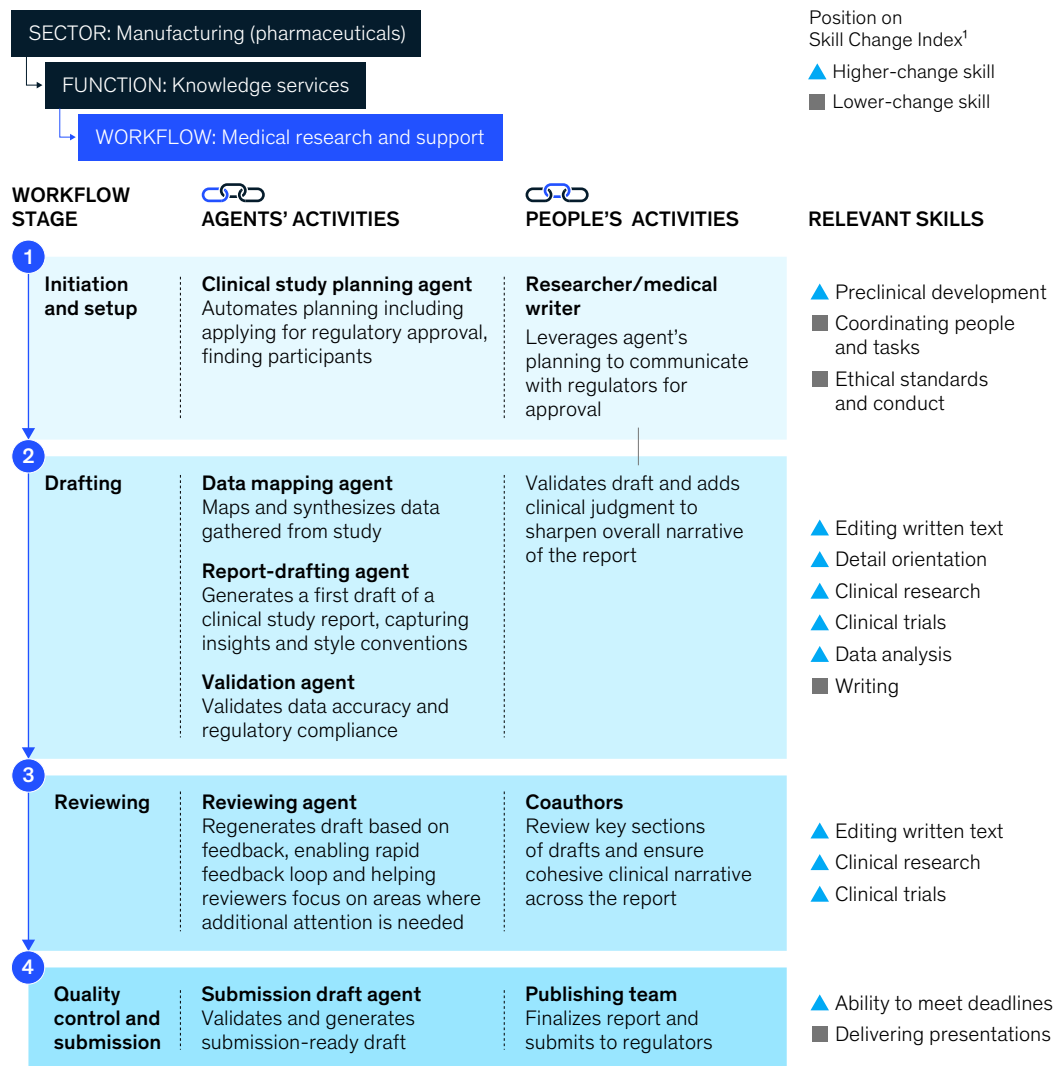 SECTOR: Manufacturing (pharmaceuticals)
FUNCTION: Knowledge services
WORKFLOW: Medical research and support
Position on
Skill Change Index¹
Higher-change skill
Lower-change skill
WORKFLOW
STAGE
AGENTS’ ACTIVITIES
PEOPLE’S ACTIVITIES
RELEVANT SKILLS
1
Initiation
and setup
Clinical study planning agent
Automates planning including
applying for regulatory approval,
finding participants
Researcher/medical
writer
Leverages agent’s
planning to communicate
with regulators for
approval
Preclinical development
Coordinating people
and tasks
Ethical standards
and conduct
2
Drafting
Data mapping agent
Maps and synthesizes data
gathered from study
Report-drafting agent
Generates a first draft of a
clinical study report, capturing
insights and style conventions
Validation agent
Validates data accuracy and
regulatory compliance
Validates draft and adds
clinical judgment to
sharpen overall narrative
of the report
Editing written text
Detail orientation
Clinical research
Clinical trials
Data analysis
Writing
3
Reviewing
Reviewing agent
Regenerates draft based on
feedback, enabling rapid
feedback loop and helping
reviewers focus on areas where
additional attention is needed
Coauthors
Review key sections
of drafts and ensure
cohesive clinical narrative
across the report
Editing written text
Clinical research
Clinical trials
4
Quality
control and
submission
Submission draft agent
Validates and generates
submission-ready draft
Publishing team
Finalizes report and
submits to regulators
Ability to meet deadlines
Delivering presentations